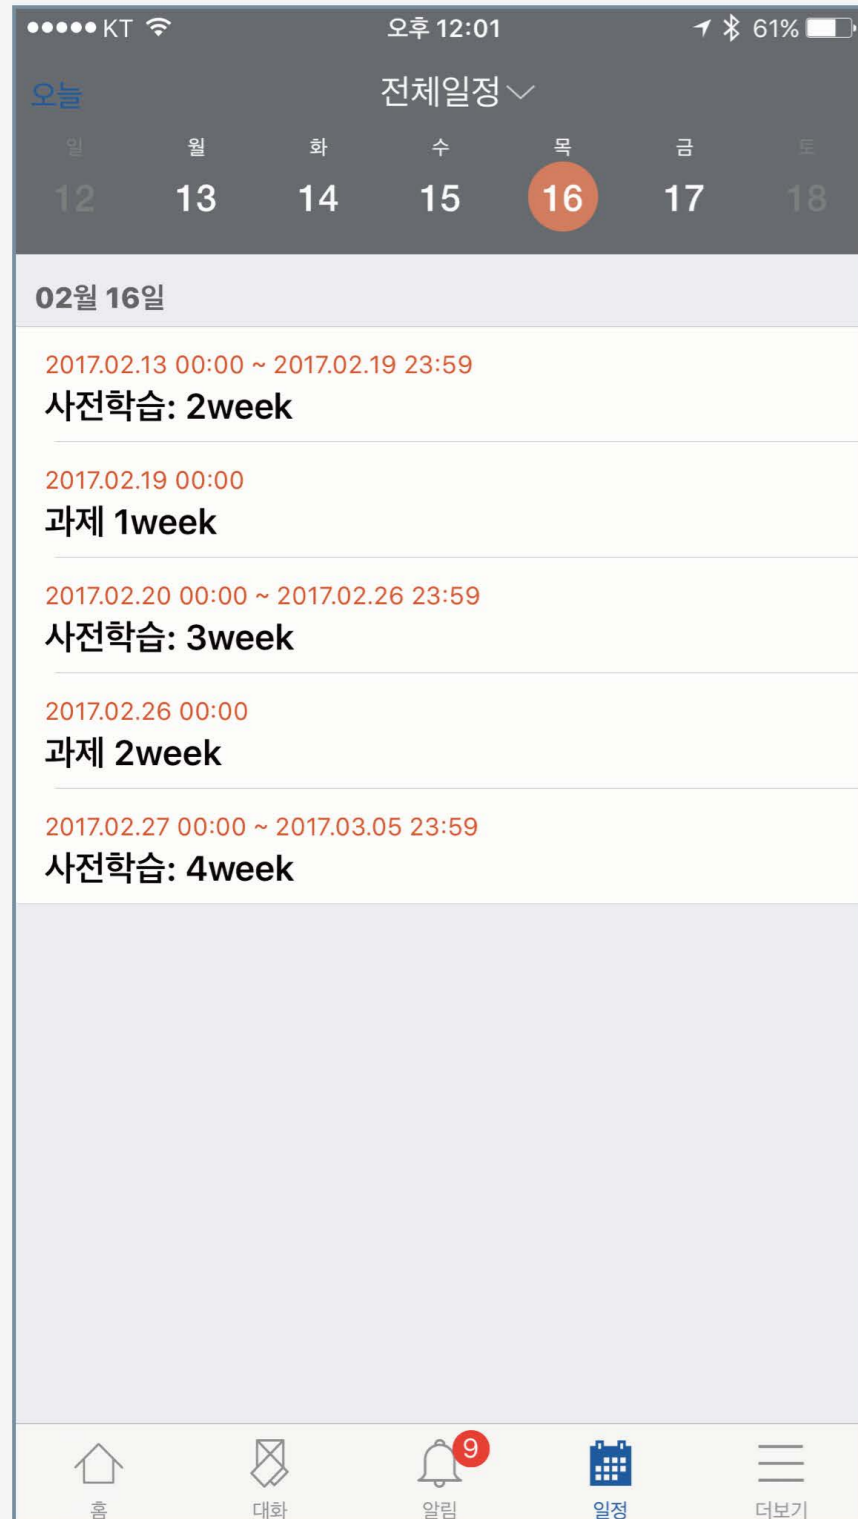 KT 오후 12:01 61%
오늘 전체일정
일 월 화 수 목 금 토
12 13 14 15 16 17 18
02월 16일
2017.02.13 00:00 ~ 2017.02.19 23:59
사전학습: 2week
2017.02.19 00:00
과제 1week
2017.02.20 00:00 ~ 2017.02.26 23:59
사전학습: 3week
2017.02.26 00:00
과제 2week
2017.02.27 00:00 ~ 2017.03.05 23:59
사전학습: 4week
9
홈 대화 알림 일정 더보기